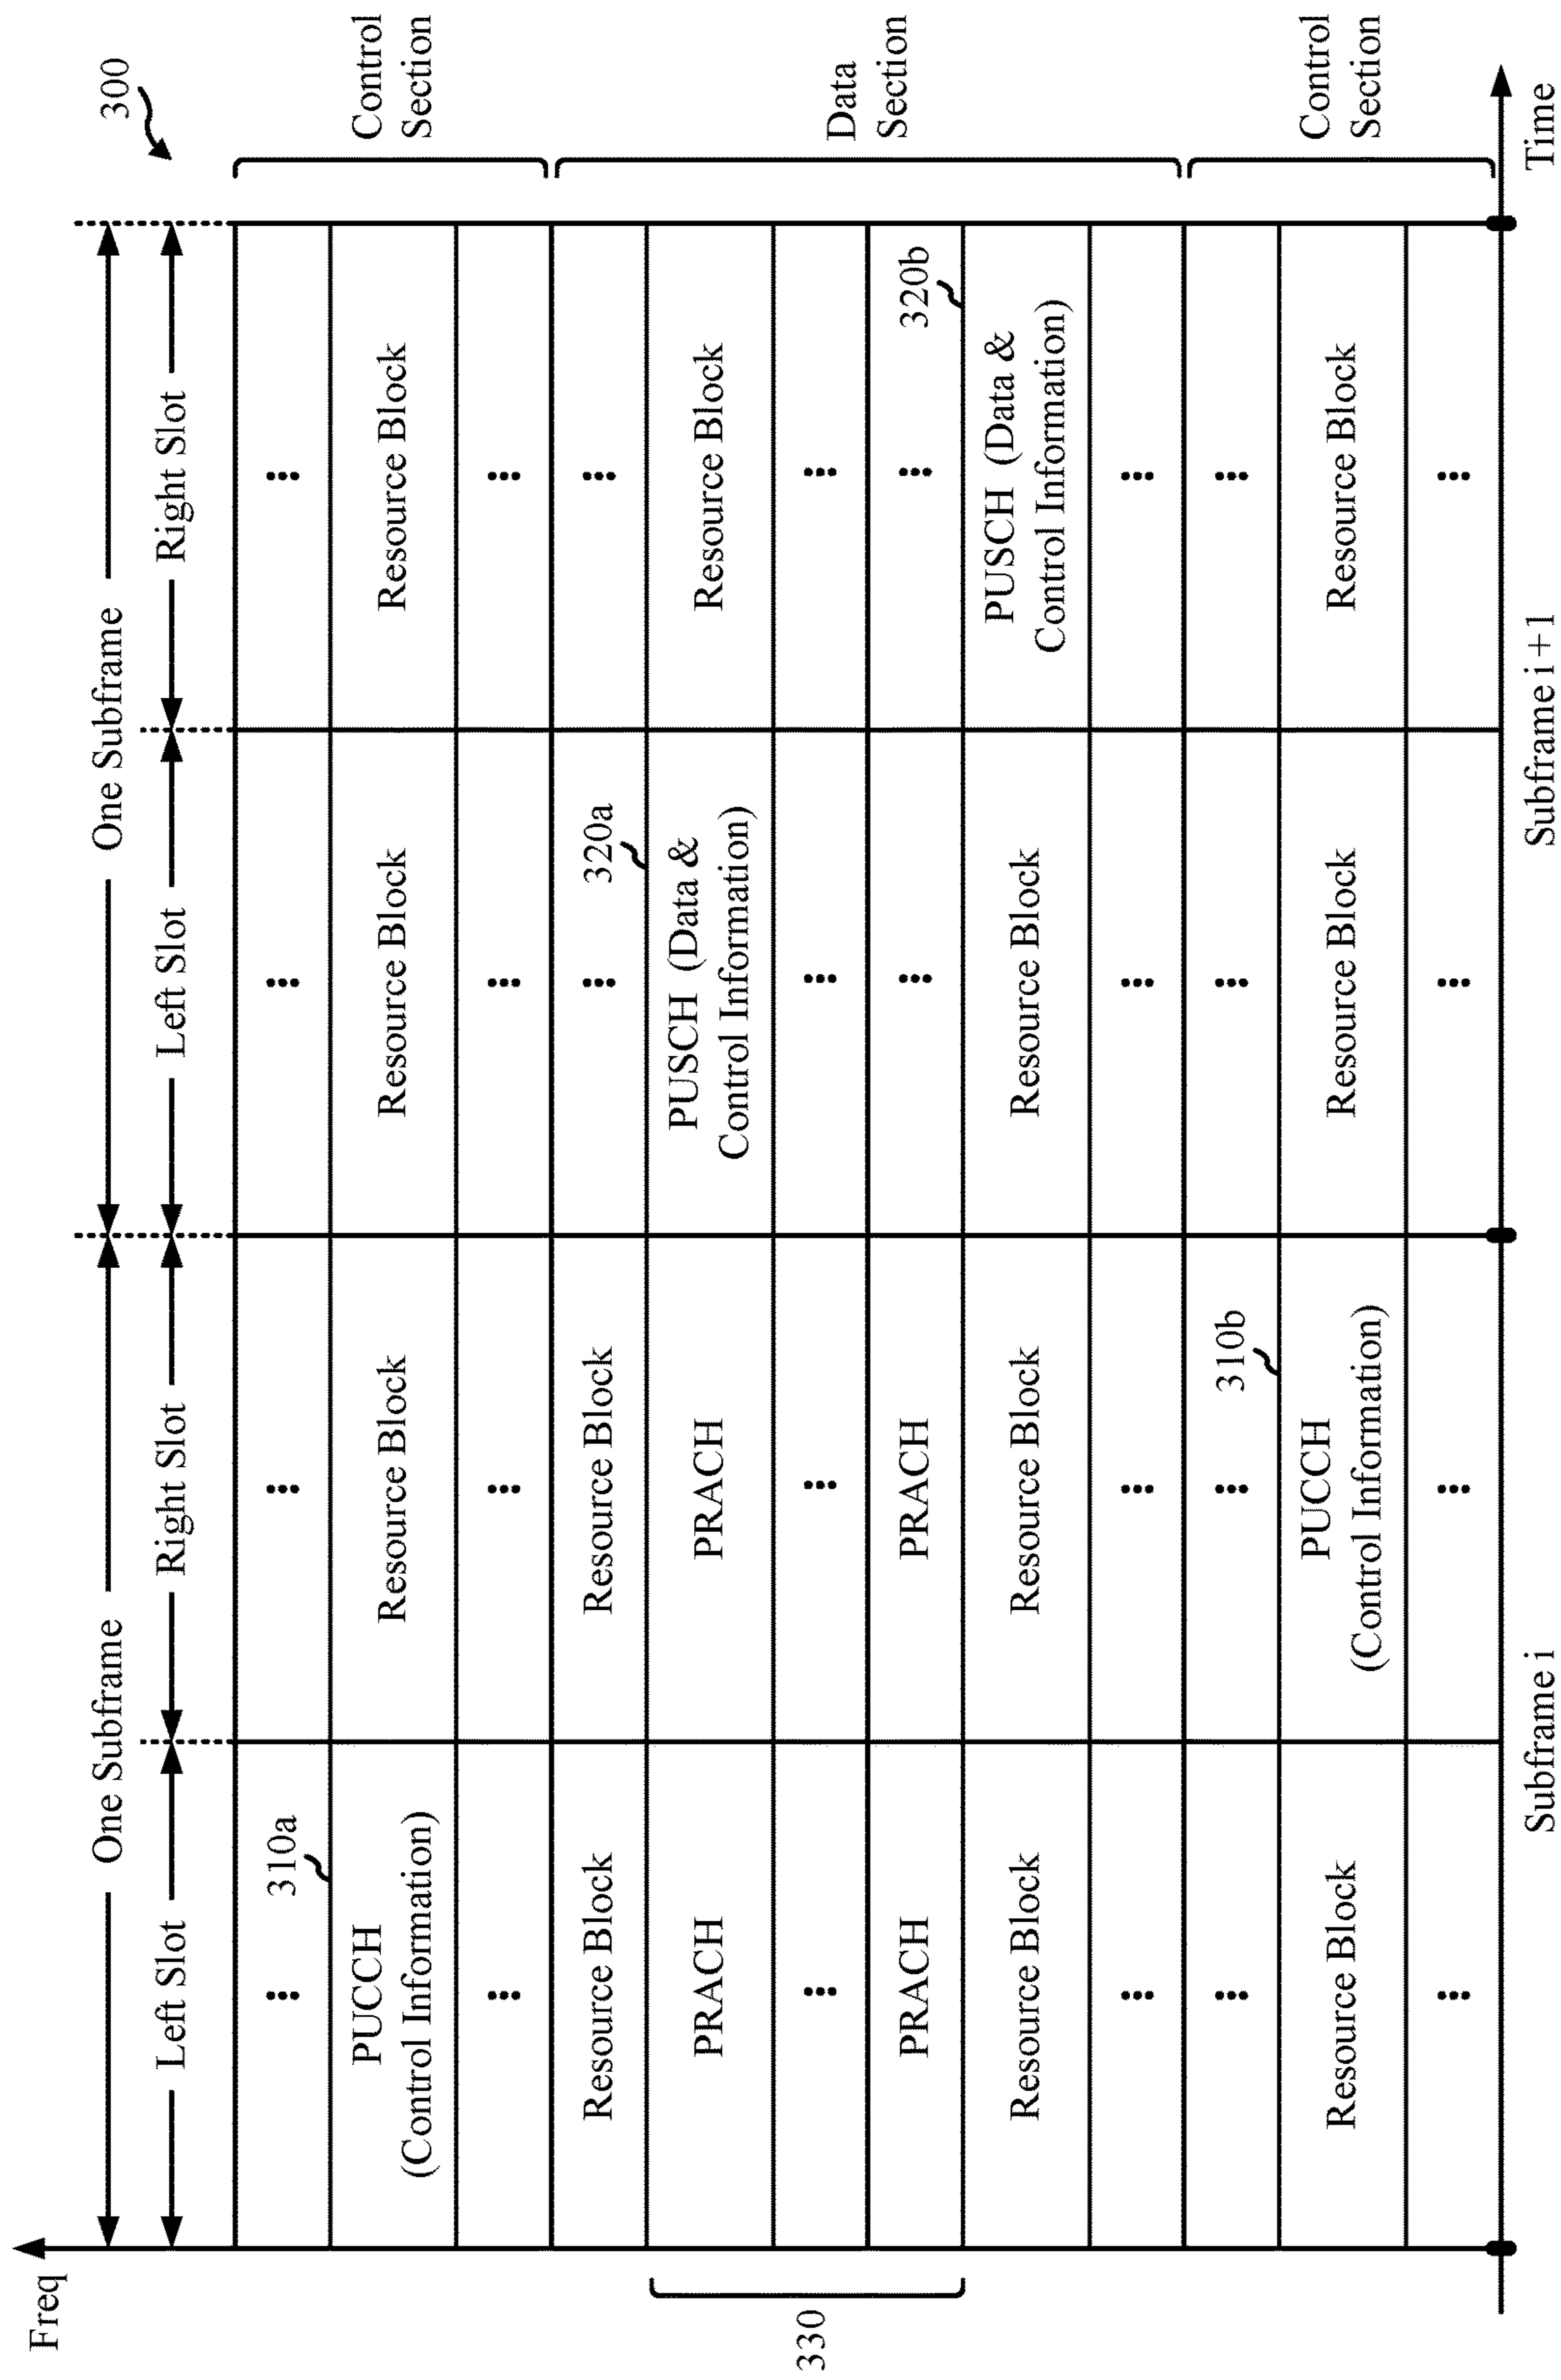 300
Freq
One Subframe
One Subframe
Left Slot
Right Slot
Left Slot
Right Slot
310a
⋮
⋮
⋮
⋮
Control
Section
PUCCH
(Control Information)
Resource Block
Resource Block
Resource Block
⋮
⋮
⋮
⋮
320a
Resource Block
Resource Block
⋮
⋮
Data
Section
330
PRACH
PRACH
PUSCH (Data &
Control Information)
Resource Block
⋮
⋮
⋮
⋮
320b
PRACH
PRACH
⋮
⋮
Resource Block
Resource Block
Resource Block
PUSCH (Data &
Control Information)
⋮
⋮
⋮
⋮
310b
⋮
⋮
⋮
⋮
Control
Section
Resource Block
PUCCH
(Control Information)
Resource Block
Resource Block
⋮
⋮
⋮
⋮
Subframe i
Subframe i +1
Time